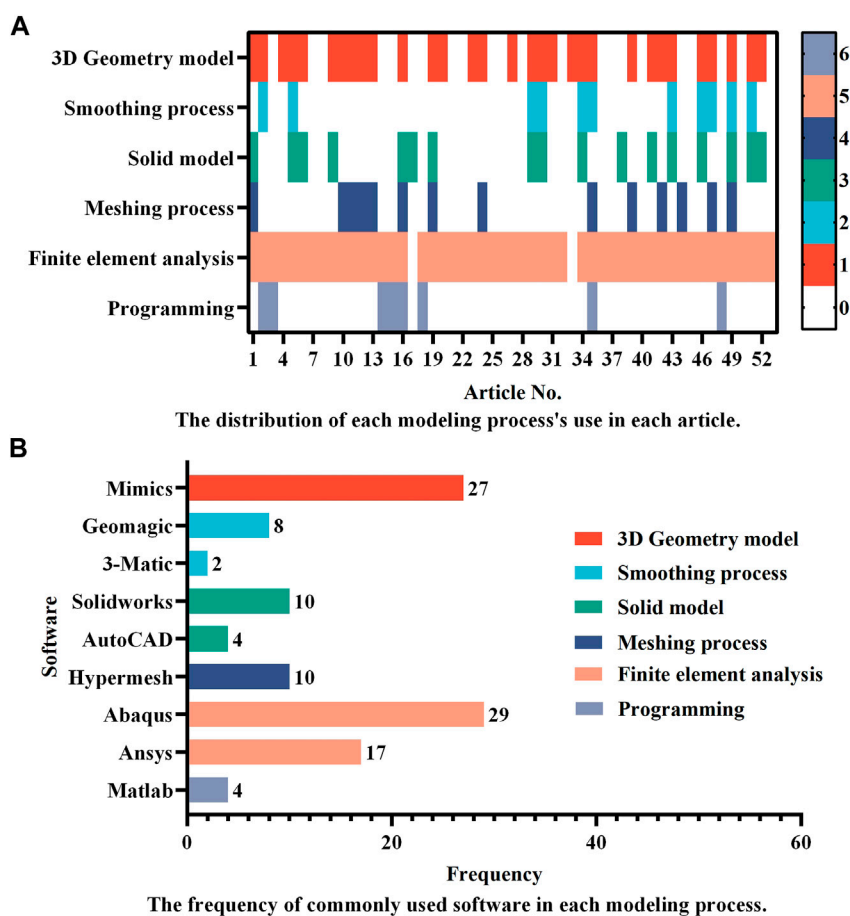 A
3D Geometry model
Smoothing process
Solid model
Meshing process
Finite element analysis
Programming
6
5
4
3
2
1
0
1 4 7 10 13 16 19 22 25 28 31 34 37 40 43 46 49 52
Article No.
The distribution of each modeling process's use in each article.
B
Software
Mimics 27
Geomagic 8
3-Matic 2
Solidworks 10
AutoCAD 4
Hypermesh 10
Abaqus 29
Ansys 17
Matlab 4
3D Geometry model
Smoothing process
Solid model
Meshing process
Finite element analysis
Programming
0 20 40 60
Frequency
The frequency of commonly used software in each modeling process.